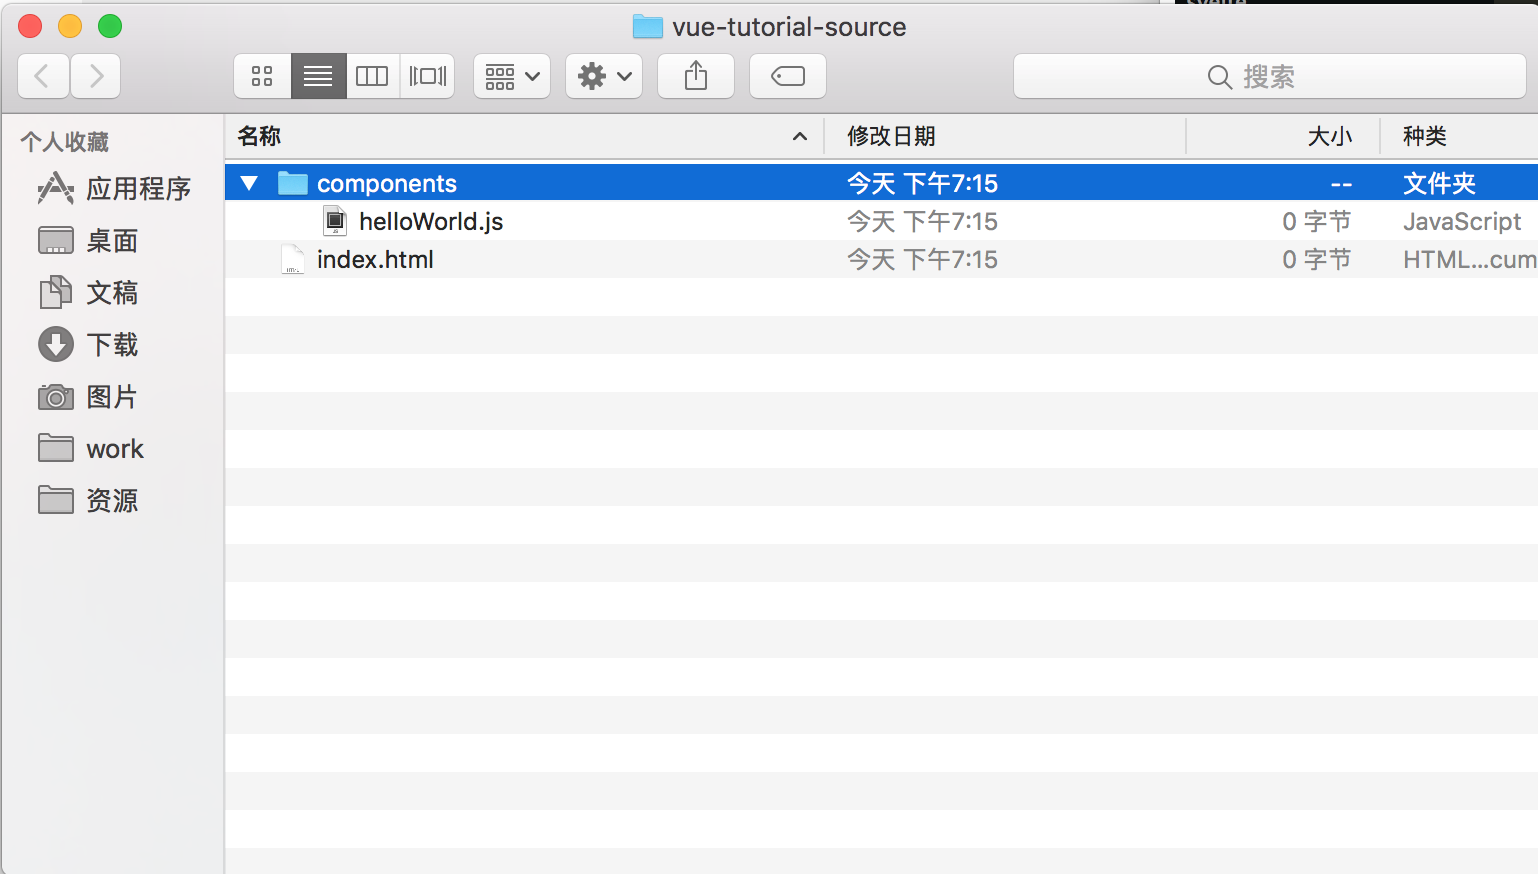 vue-tutorial-source
搜索
个人收藏
应用程序
桌面
文稿
下载
图片
work
资源
名称 修改日期 大小 种类
components 今天 下午7:15 -- 文件夹
helloWorld.js 今天 下午7:15 0 字节 JavaScript
index.html 今天 下午7:15 0 字节 HTML...cum